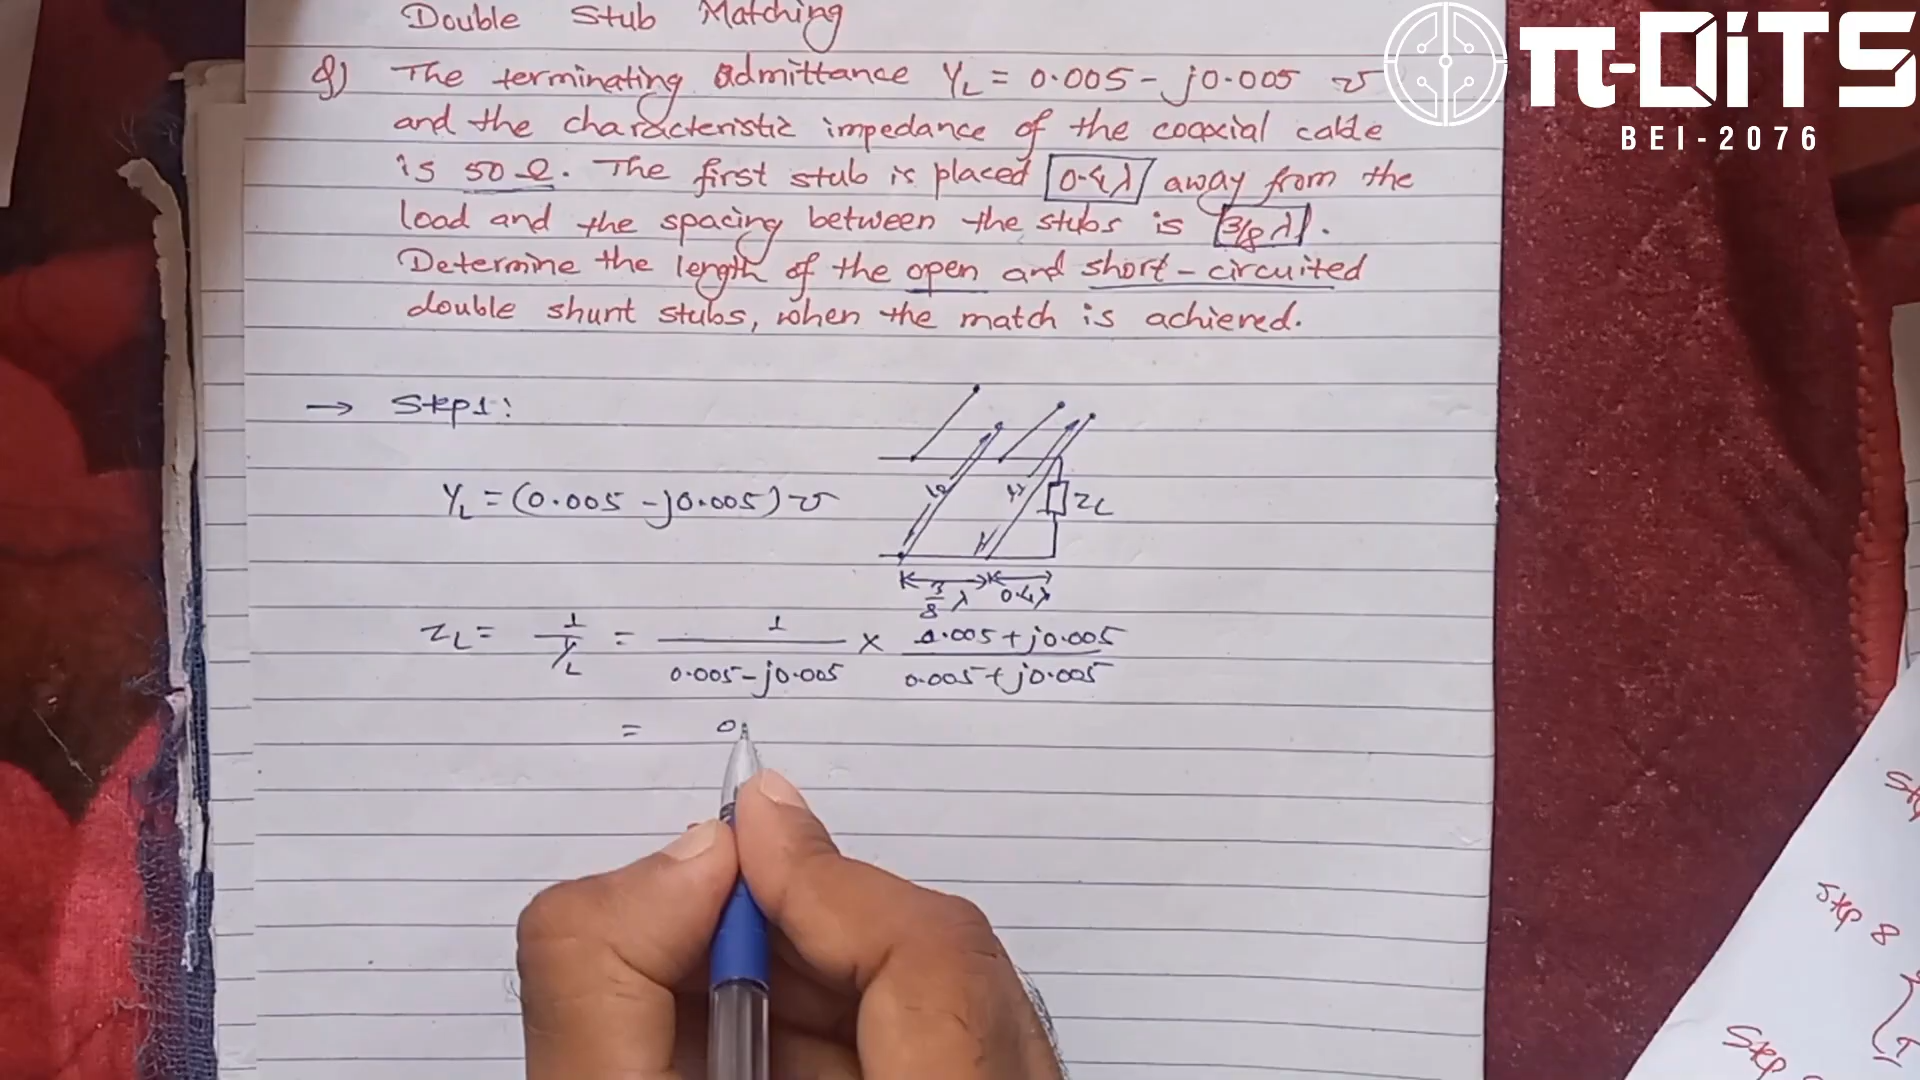 Double Stub Matching
π-DiTS
BEI-2076
Q) The terminating admittance YL = 0.005 - j0.005 ℧
and the characteristic impedance of the coaxial cable
is 50 Ω. The first stub is placed 0.4λ away from the
load and the spacing between the stubs is 3/8 λ.
Determine the length of the open and short-circuited
double shunt stubs, when the match is achieved.
→ Step1:
YL = (0.005 - j0.005) ℧
l2 l1 ZL
3/8 λ 0.4λ
ZL = 1/YL = 1/0.005-j0.005 × 0.005+j0.005/0.005+j0.005
= 0.
Step 8
Step